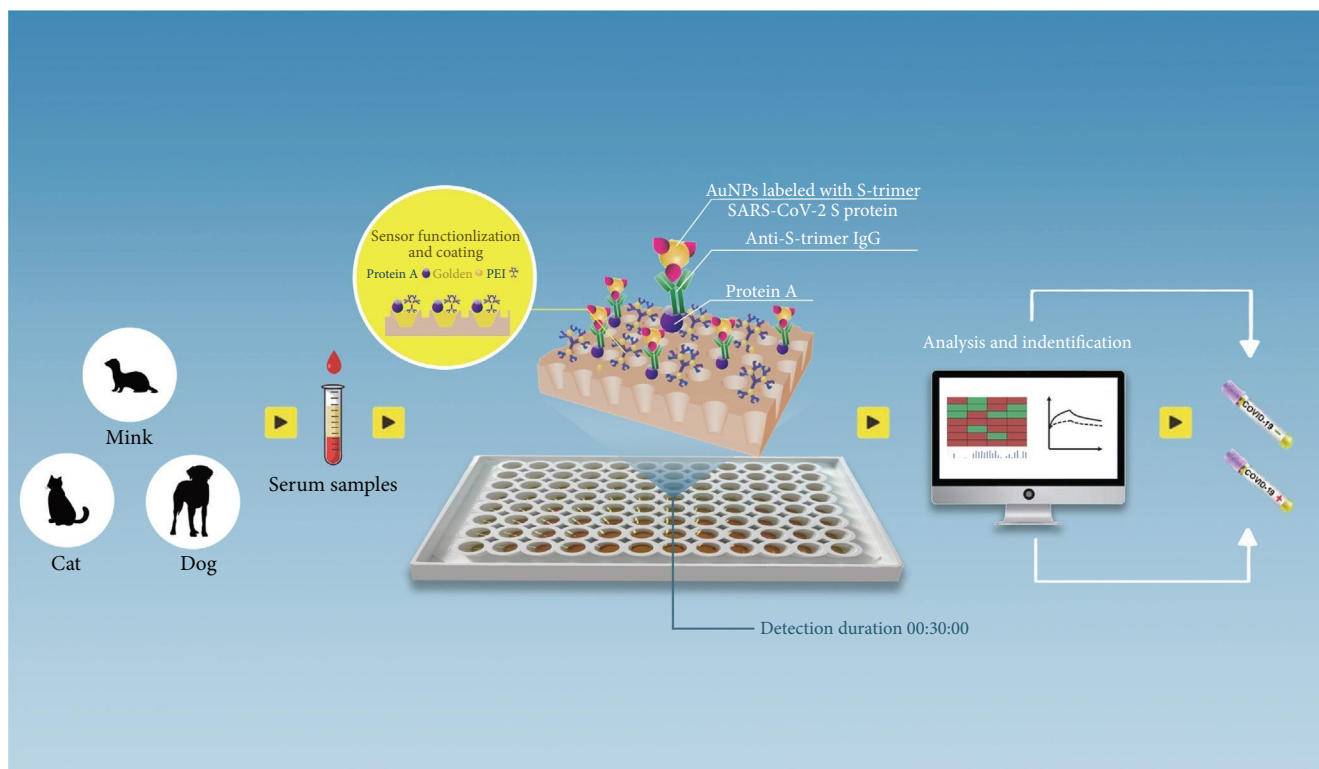 Mink
Cat
Dog
Serum samples
Sensor functionlization
and coating
Protein A Golden PEI
AuNPs labeled with S-trimer
SARS-CoV-2 S protein
Anti-S-trimer IgG
Protein A
Detection duration 00:30:00
Analysis and indentification
COVID-19 −
COVID-19 +